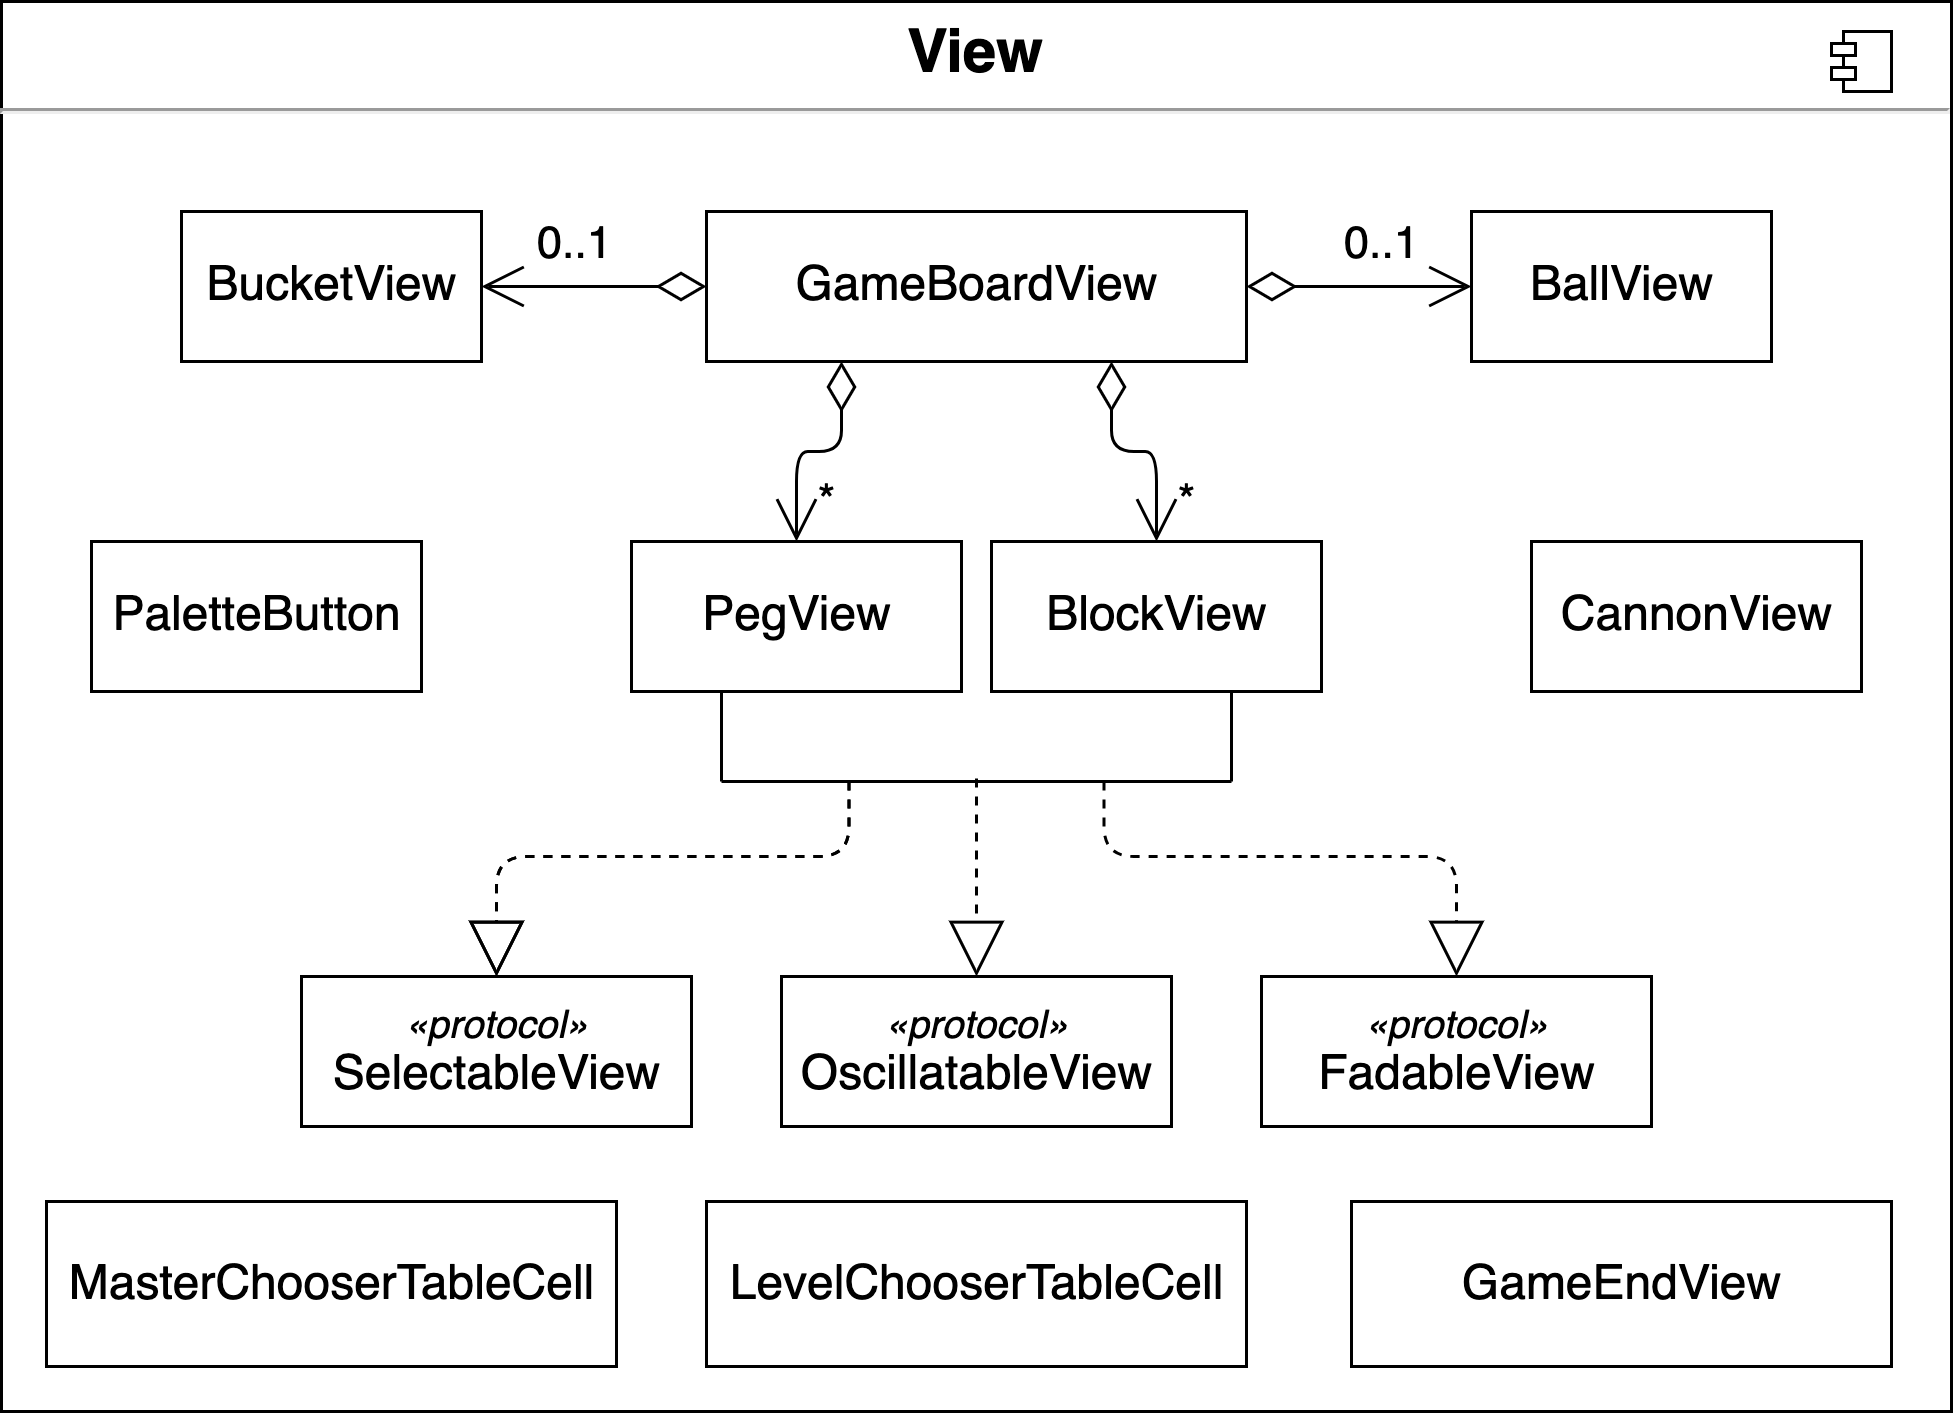 View
BucketView
0..1
GameBoardView
0..1
BallView
*
*
PaletteButton
PegView
BlockView
CannonView
«protocol»
SelectableView
«protocol»
OscillatableView
«protocol»
FadableView
MasterChooserTableCell
LevelChooserTableCell
GameEndView